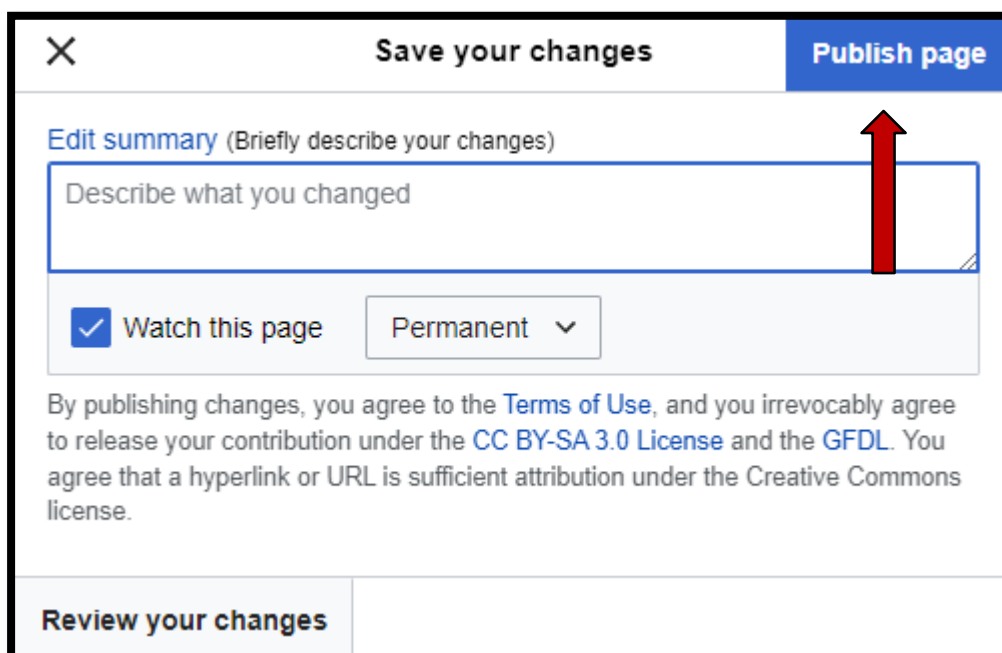 Save your changes
Publish page
Edit summary (Briefly describe your changes)
Describe what you changed
Watch this page
Permanent
By publishing changes, you agree to the Terms of Use, and you irrevocably agree
to release your contribution under the CC BY-SA 3.0 License and the GFDL. You
agree that a hyperlink or URL is sufficient attribution under the Creative Commons
license.
Review your changes